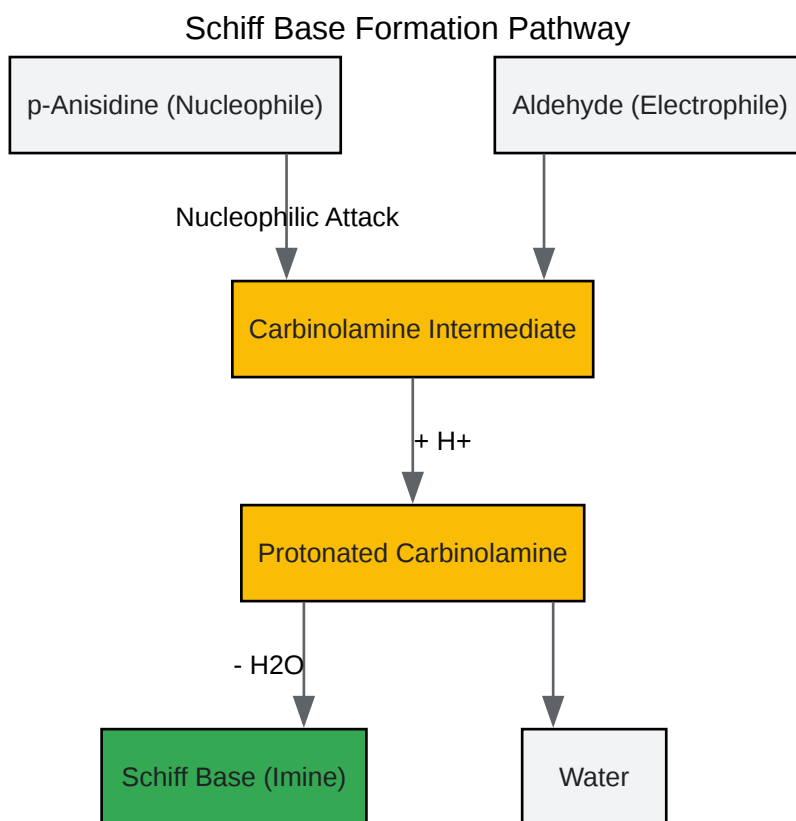 Schiff Base Formation Pathway
p-Anisidine (Nucleophile)
Aldehyde (Electrophile)
Nucleophilic Attack
Carbinolamine Intermediate
+ H+
Protonated Carbinolamine
- H2O
Schiff Base (Imine)
Water